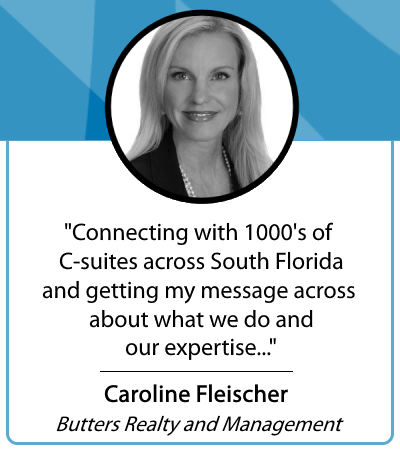 "Connecting with 1000's of
C-suites across South Florida
and getting my message across
about what we do and
our expertise..."
Caroline Fleischer
Butters Realty and Management